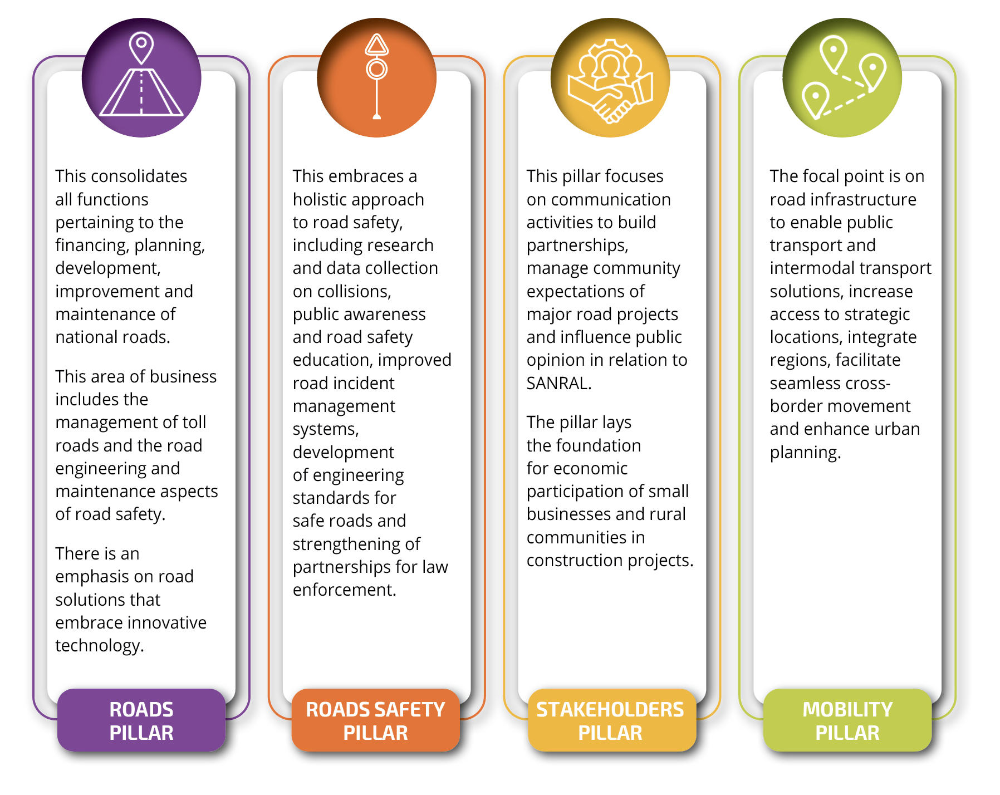 This consolidates
all functions
pertaining to the
financing, planning,
development,
improvement and
maintenance of
national roads.
This area of business
includes the
management of toll
roads and the road
engineering and
maintenance aspects
of road safety.
There is an
emphasis on road
solutions that
embrace innovative
technology.
ROADS
PILLAR
This embraces a
holistic approach
to road safety,
including research
and data collection
on collisions,
public awareness
and road safety
education, improved
road incident
management
systems,
development
of engineering
standards for
safe roads and
strengthening of
partnerships for law
enforcement.
ROADS SAFETY
PILLAR
This pillar focuses
on communication
activities to build
partnerships,
manage community
expectations of
major road projects
and influence public
opinion in relation to
SANRAL.
The pillar lays
the foundation
for economic
participation of small
businesses and rural
communities in
construction projects.
STAKEHOLDERS
PILLAR
The focal point is on
road infrastructure
to enable public
transport and
intermodal transport
solutions, increase
access to strategic
locations, integrate
regions, facilitate
seamless cross-
border movement
and enhance urban
planning.
MOBILITY
PILLAR